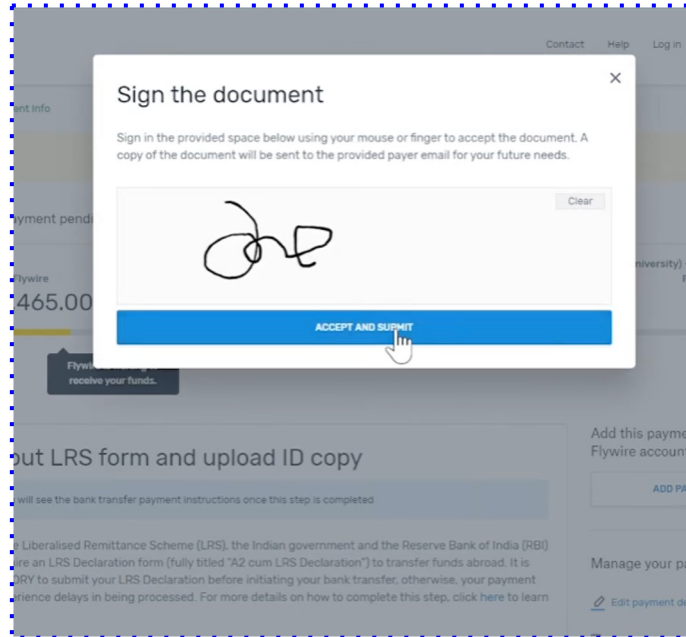 Contact Help Log in
Sign the document
ent Info
Sign in the provided space below using your mouse or finger to accept the document. A
copy of the document will be sent to the provided payer email for your future needs.
Clear
ayment pendi
niversity)
Flywire
465.00
ACCEPT AND SUBMIT
receive your funds.
Add this payme
Flywire account
out LRS form and upload ID copy
ADD PA
will see the bank transfer payment instructions once this step is completed
e Liberalised Remittance Scheme (LRS), the Indian government and the Reserve Bank of India (RBI)
ire an LRS Declaration form (fully titled "A2 cum LRS Declaration") to transfer funds abroad. It is
Manage your pa
ORY to submit your LRS Declaration before initiating your bank transfer, otherwise, your payment
erience delays in being processed. For more details on how to complete this step, click here to learn
Edit payment de